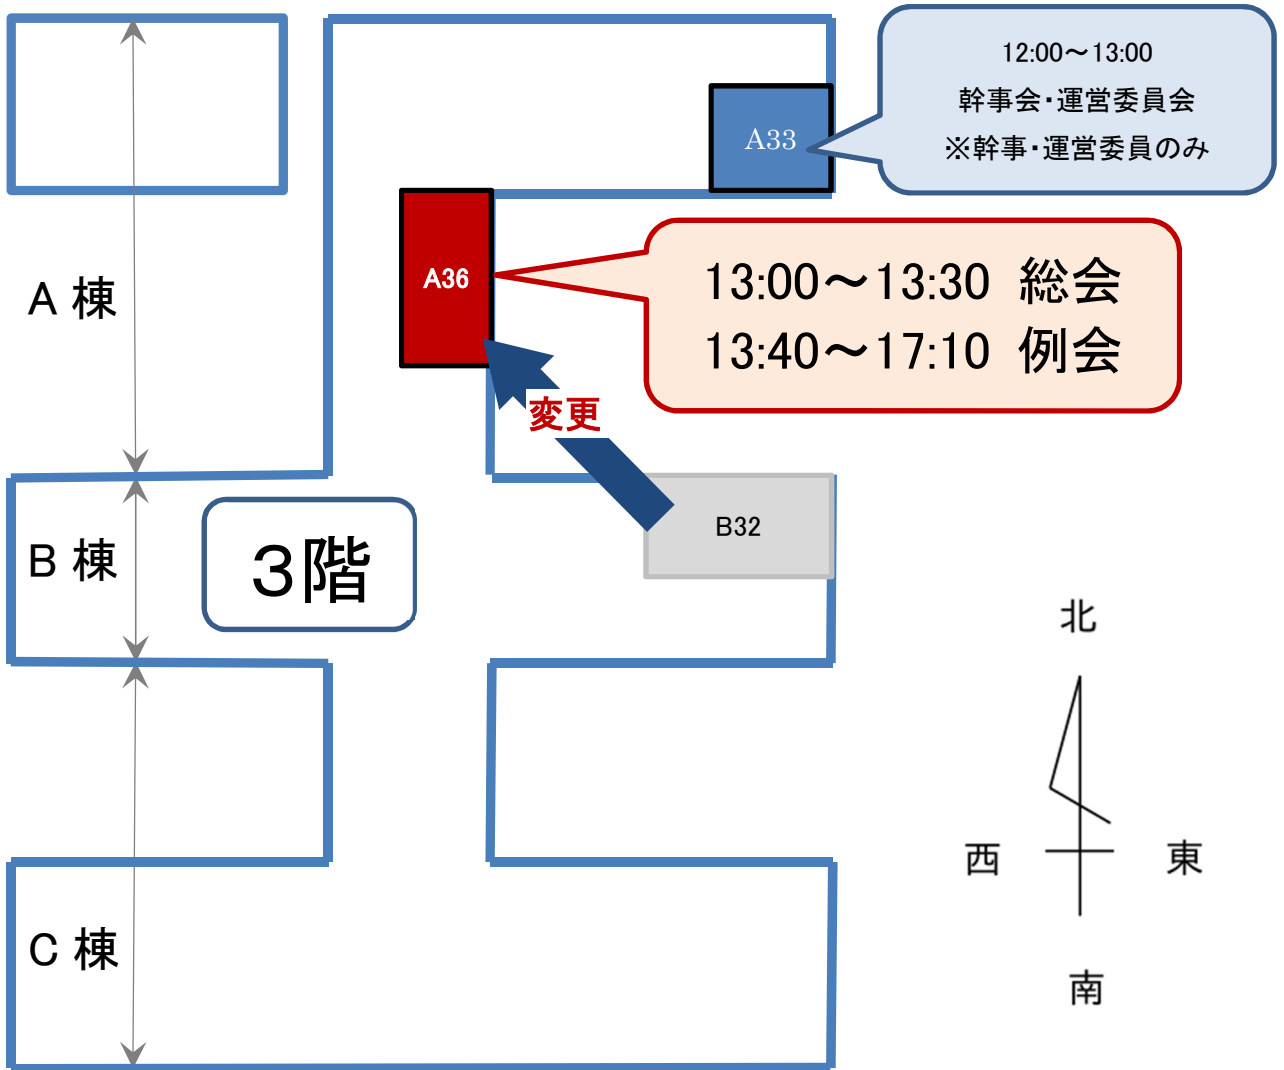 12:00～13:00
幹事会・運営委員会
※幹事・運営委員のみ
A33
A36
13:00～13:30 総会
13:40～17:10 例会
A 棟
変更
B32
B 棟
３階
北
西
東
南
C 棟